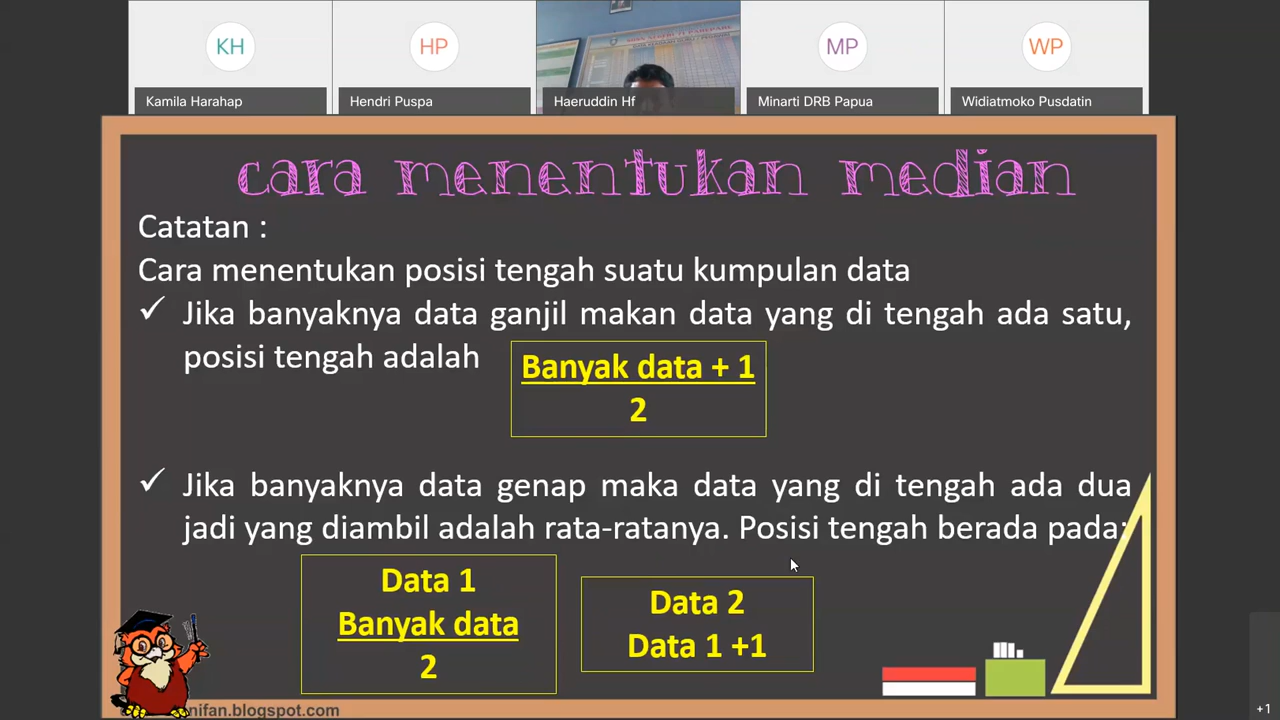 KH
HP
MP
WP
Kamila Harahap
Hendri Puspa
Haeruddin Hf
Minarti DRB Papua
Widiatmoko Pusdatin
cara menentukan median
Catatan :
Cara menentukan posisi tengah suatu kumpulan data
✓ Jika banyaknya data ganjil makan data yang di tengah ada satu,
posisi tengah adalah
Banyak data + 1
2
✓ Jika banyaknya data genap maka data yang di tengah ada dua
jadi yang diambil adalah rata-ratanya. Posisi tengah berada pada:
Data 1
Banyak data
2
Data 2
Data 1 +1
nifan.blogspot.com
+1